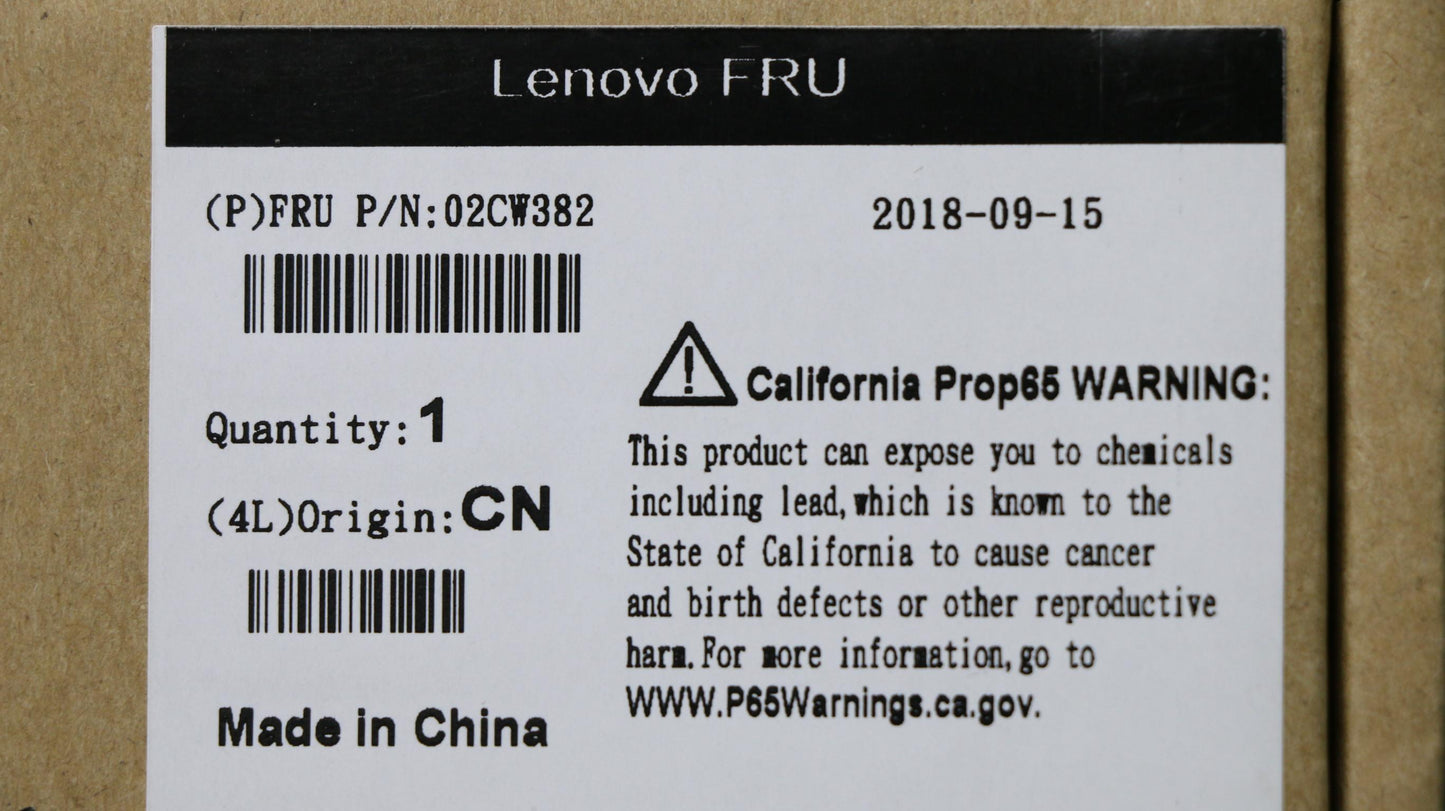 Lenovo FRU
(P)FRU P/N:02CW382
2018-09-15
Quantity:1
(4L)Origin:CN
Made in China
California Prop65 WARNING:
This product can expose you to chemicals
including lead,which is known to the
State of California to cause cancer
and birth defects or other reproductive
harm.For more information,go to
WWW.P65Warnings.ca.gov.